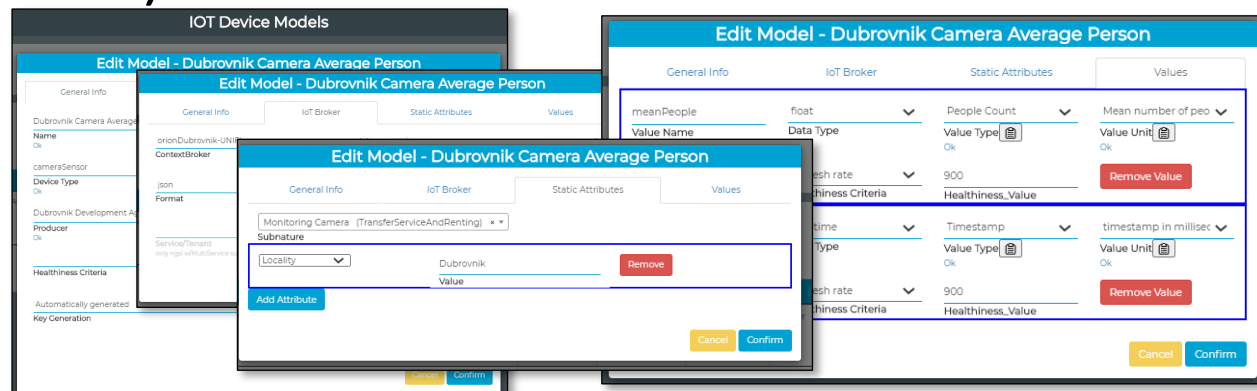 IOT Device Models
Edit Model - Dubrovnik Camera Average Person
General Info
Dubrovnik Camera Average
Name
Ok
cameraSensor
Device Type
Ok
Dubrovnik Development
Producer
Ok
Healthiness Criteria
Automatically generated
Key Generation
Cancel Confirm
Edit Model - Dubrovnik Camera Average Person
General Info IoT Broker Static Attributes Values
orionDubrovnik-UNIFI
ContextBroker
json
Format
Service/Tenant
only ngsi w/MultiService
Edit Model - Dubrovnik Camera Average Person
General Info IoT Broker Static Attributes Values
Monitoring Camera (TransferServiceAndRenting) ×
Subnature
Locality Dubrovnik Remove
Value
Add Attribute
Cancel Confirm
Edit Model - Dubrovnik Camera Average Person
General Info IoT Broker Static Attributes Values
meanPeople float People Count Mean number of peo
Value Name Data Type Value Type Value Unit
Ok Ok
esh rate 900 Remove Value
thiness Criteria Healthiness_Value
time Timestamp timestamp in millisec
Type Value Type Value Unit
Ok Ok
esh rate 900 Remove Value
thiness Criteria Healthiness_Value
Cancel Confirm